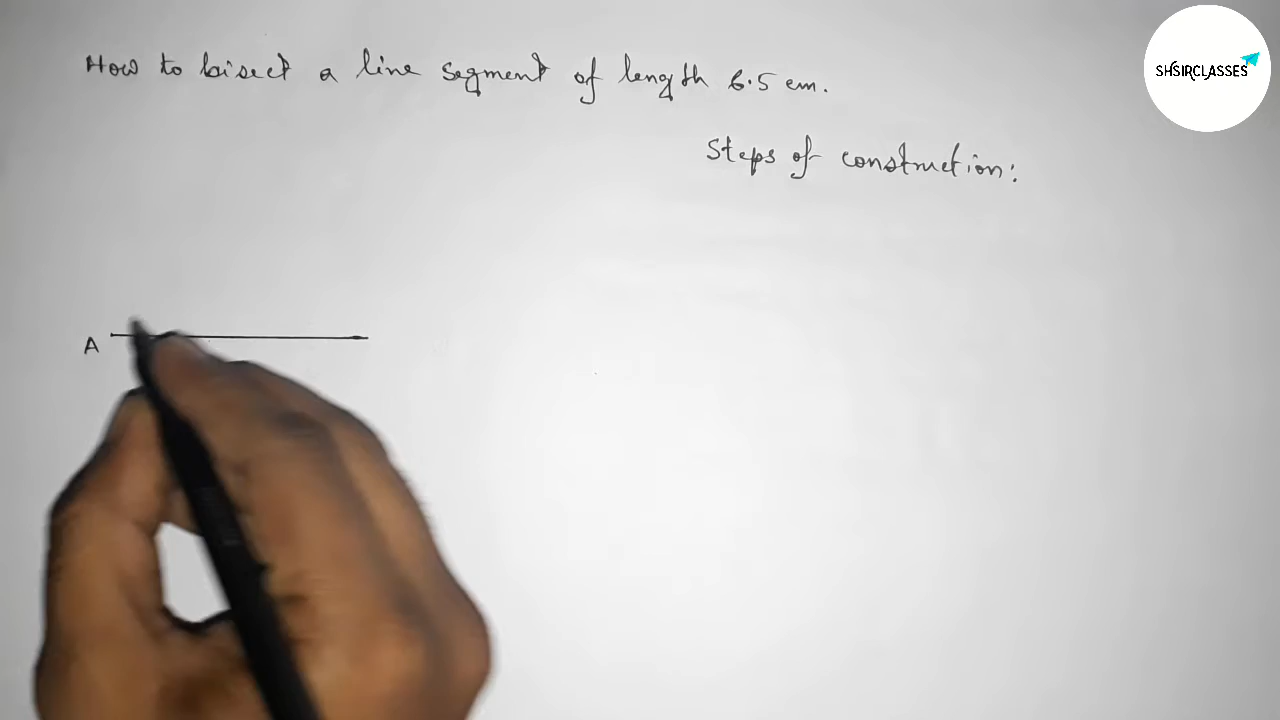 How to bisect a line segment of length 6.5 cm.
SHSIRCLASSES
Steps of construction:
A